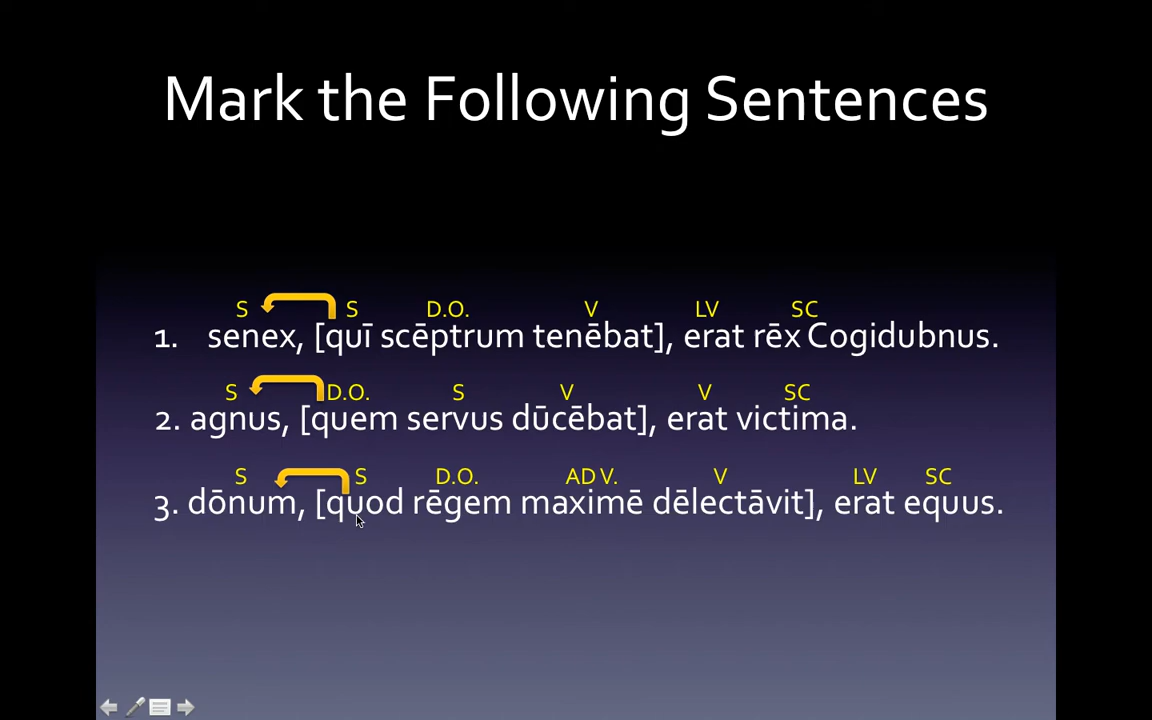 Mark the Following Sentences
S S D.O. V LV SC
1. senex, [quī scēptrum tenēbat], erat rēx Cogidubnus.
S D.O. S V V SC
2. agnus, [quem servus dūcēbat], erat victima.
S S D.O. AD V. V LV SC
3. dōnum, [quod rēgem maximē dēlectāvit], erat equus.